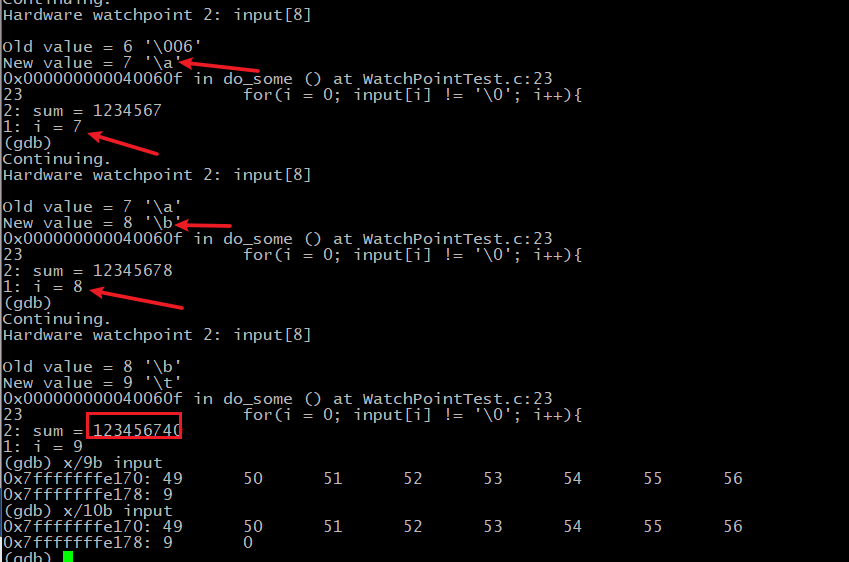 Continuing.
Hardware watchpoint 2: input[8]
Old value = 6 '\006'
New value = 7 '\a'
0x000000000040060f in do_some () at WatchPointTest.c:23
23 for(i = 0; input[i] != '\0'; i++){
2: sum = 1234567
1: i = 7
(gdb)
Continuing.
Hardware watchpoint 2: input[8]
Old value = 7 '\a'
New value = 8 '\b'
0x000000000040060f in do_some () at WatchPointTest.c:23
23 for(i = 0; input[i] != '\0'; i++){
2: sum = 12345678
1: i = 8
(gdb)
Continuing.
Hardware watchpoint 2: input[8]
Old value = 8 '\b'
New value = 9 '\t'
0x000000000040060f in do_some () at WatchPointTest.c:23
23 for(i = 0; input[i] != '\0'; i++){
2: sum = 123456740
1: i = 9
(gdb) x/9b input
0x7fffffffe170: 49 50 51 52 53 54 55 56
0x7fffffffe178: 9
(gdb) x/10b input
0x7fffffffe170: 49 50 51 52 53 54 55 56
0x7fffffffe178: 9 0
(gdb)